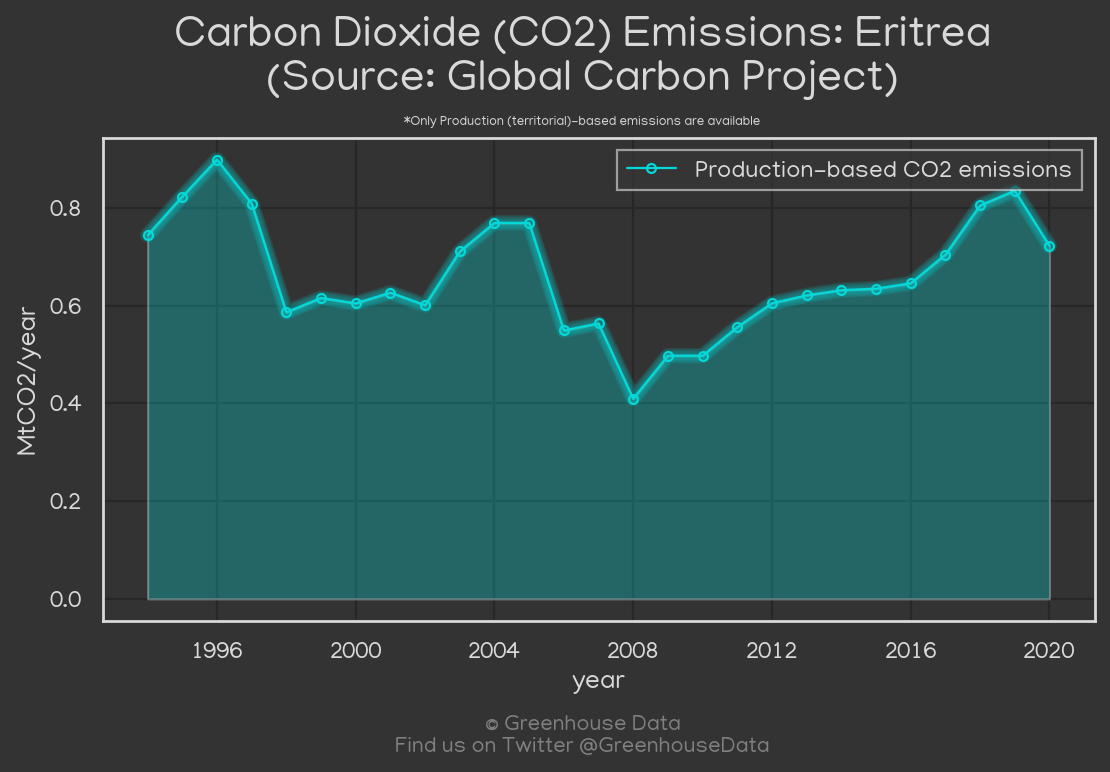 Carbon Dioxide (CO2) Emissions: Eritrea
(Source: Global Carbon Project)
*Only Production (territorial)-based emissions are available
Production-based CO2 emissions
MtCO2/year
0.8
0.6
0.4
0.2
0.0
1996 2000 2004 2008 2012 2016 2020
year
© Greenhouse Data
Find us on Twitter @GreenhouseData